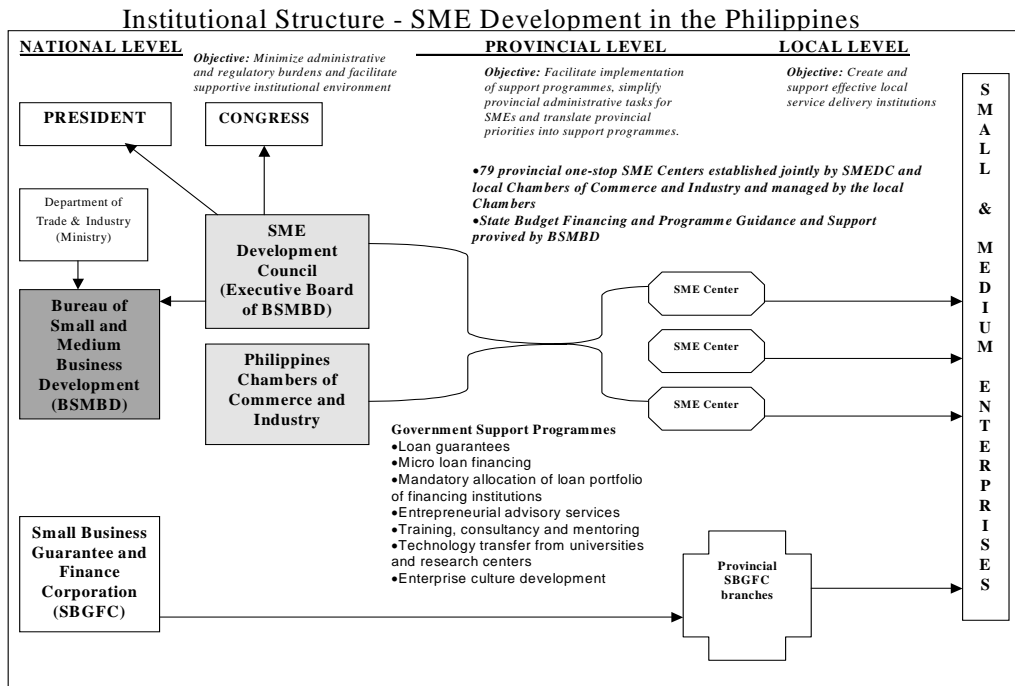 Institutional Structure - SME Development in the Philippines
NATIONAL LEVEL
PROVINCIAL LEVEL
LOCAL LEVEL
Objective: Minimize administrative
and regulatory burdens and facilitate
supportive institutional environment
Objective: Facilitate implementation
of support programmes, simplify
provincial administrative tasks for
SMEs and translate provincial
priorities into support programmes.
Objective: Create and
support effective local
service delivery institutions
PRESIDENT
CONGRESS
•79 provincial one-stop SME Centers established jointly by SMEDC and
local Chambers of Commerce and Industry and managed by the local
Chambers
•State Budget Financing and Programme Guidance and Support
provived by BSMBD
Department of
Trade & Industry
(Ministry)
SME
Development
Council
(Executive Board
of BSMBD)
Bureau of
Small and
Medium
Business
Development
(BSMBD)
Philippines
Chambers of
Commerce and
Industry
SME Center
SME Center
SME Center
Government Support Programmes
•Loan guarantees
•Micro loan financing
•Mandatory allocation of loan portfolio
of financing institutions
•Entrepreneurial advisory services
•Training, consultancy and mentoring
•Technology transfer from universities
and research centers
•Enterprise culture development
Small Business
Guarantee and
Finance
Corporation
(SBGFC)
Provincial
SBGFC
branches
SMALL & MEDIUM ENTERPRISES